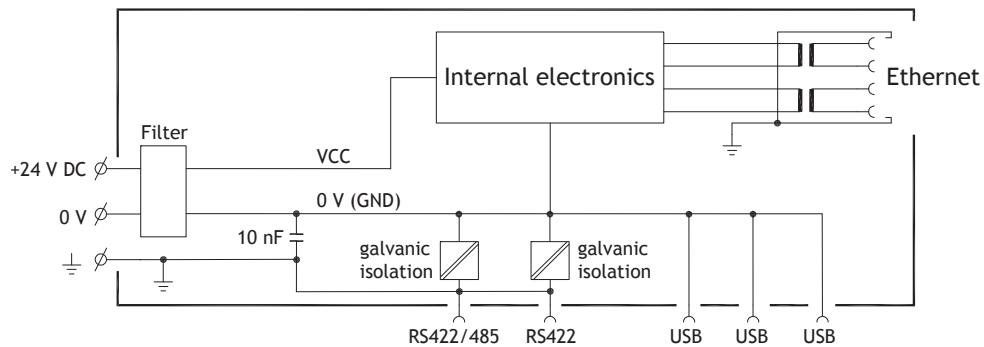 Internal electronics
Ethernet
Filter
+24 V DC
VCC
0 V
0 V (GND)
10 nF
galvanic
isolation
galvanic
isolation
RS422/485
RS422
USB
USB
USB